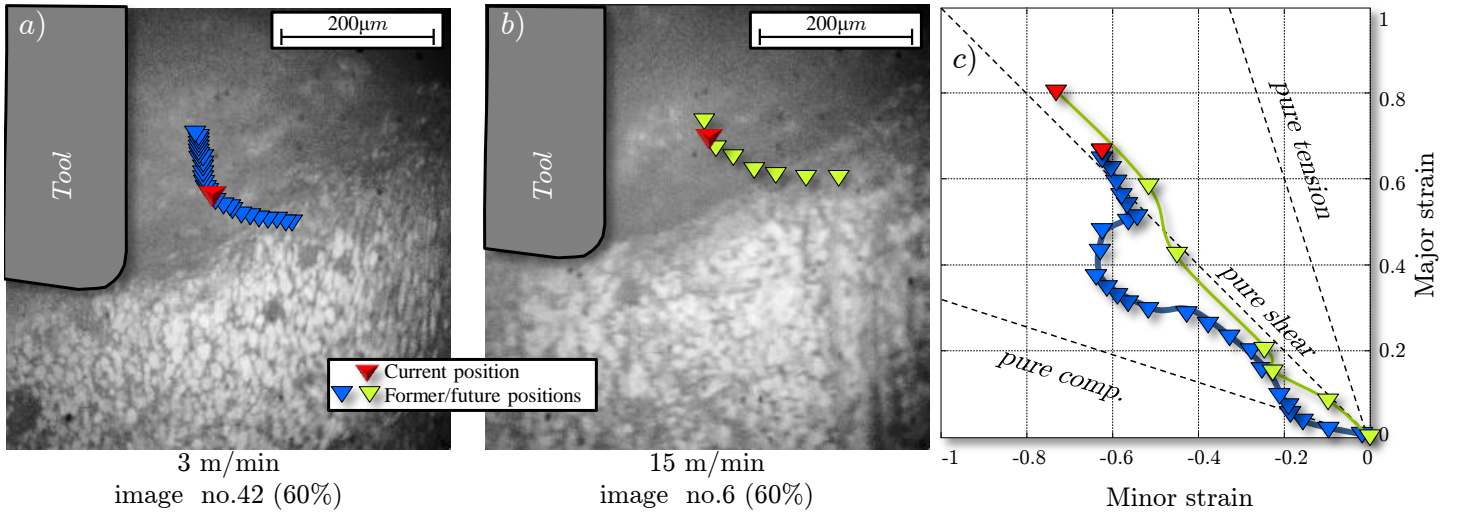 a)
200μm
Tool
3 m/min
image no.42 (60%)
b)
200μm
Tool
15 m/min
image no.6 (60%)
Current position
Former/future positions
c)
pure tension
pure shear
pure comp.
1
0.8
0.6
0.4
0.2
0
Major strain
-1
-0.8
-0.6
-0.4
-0.2
0
Minor strain